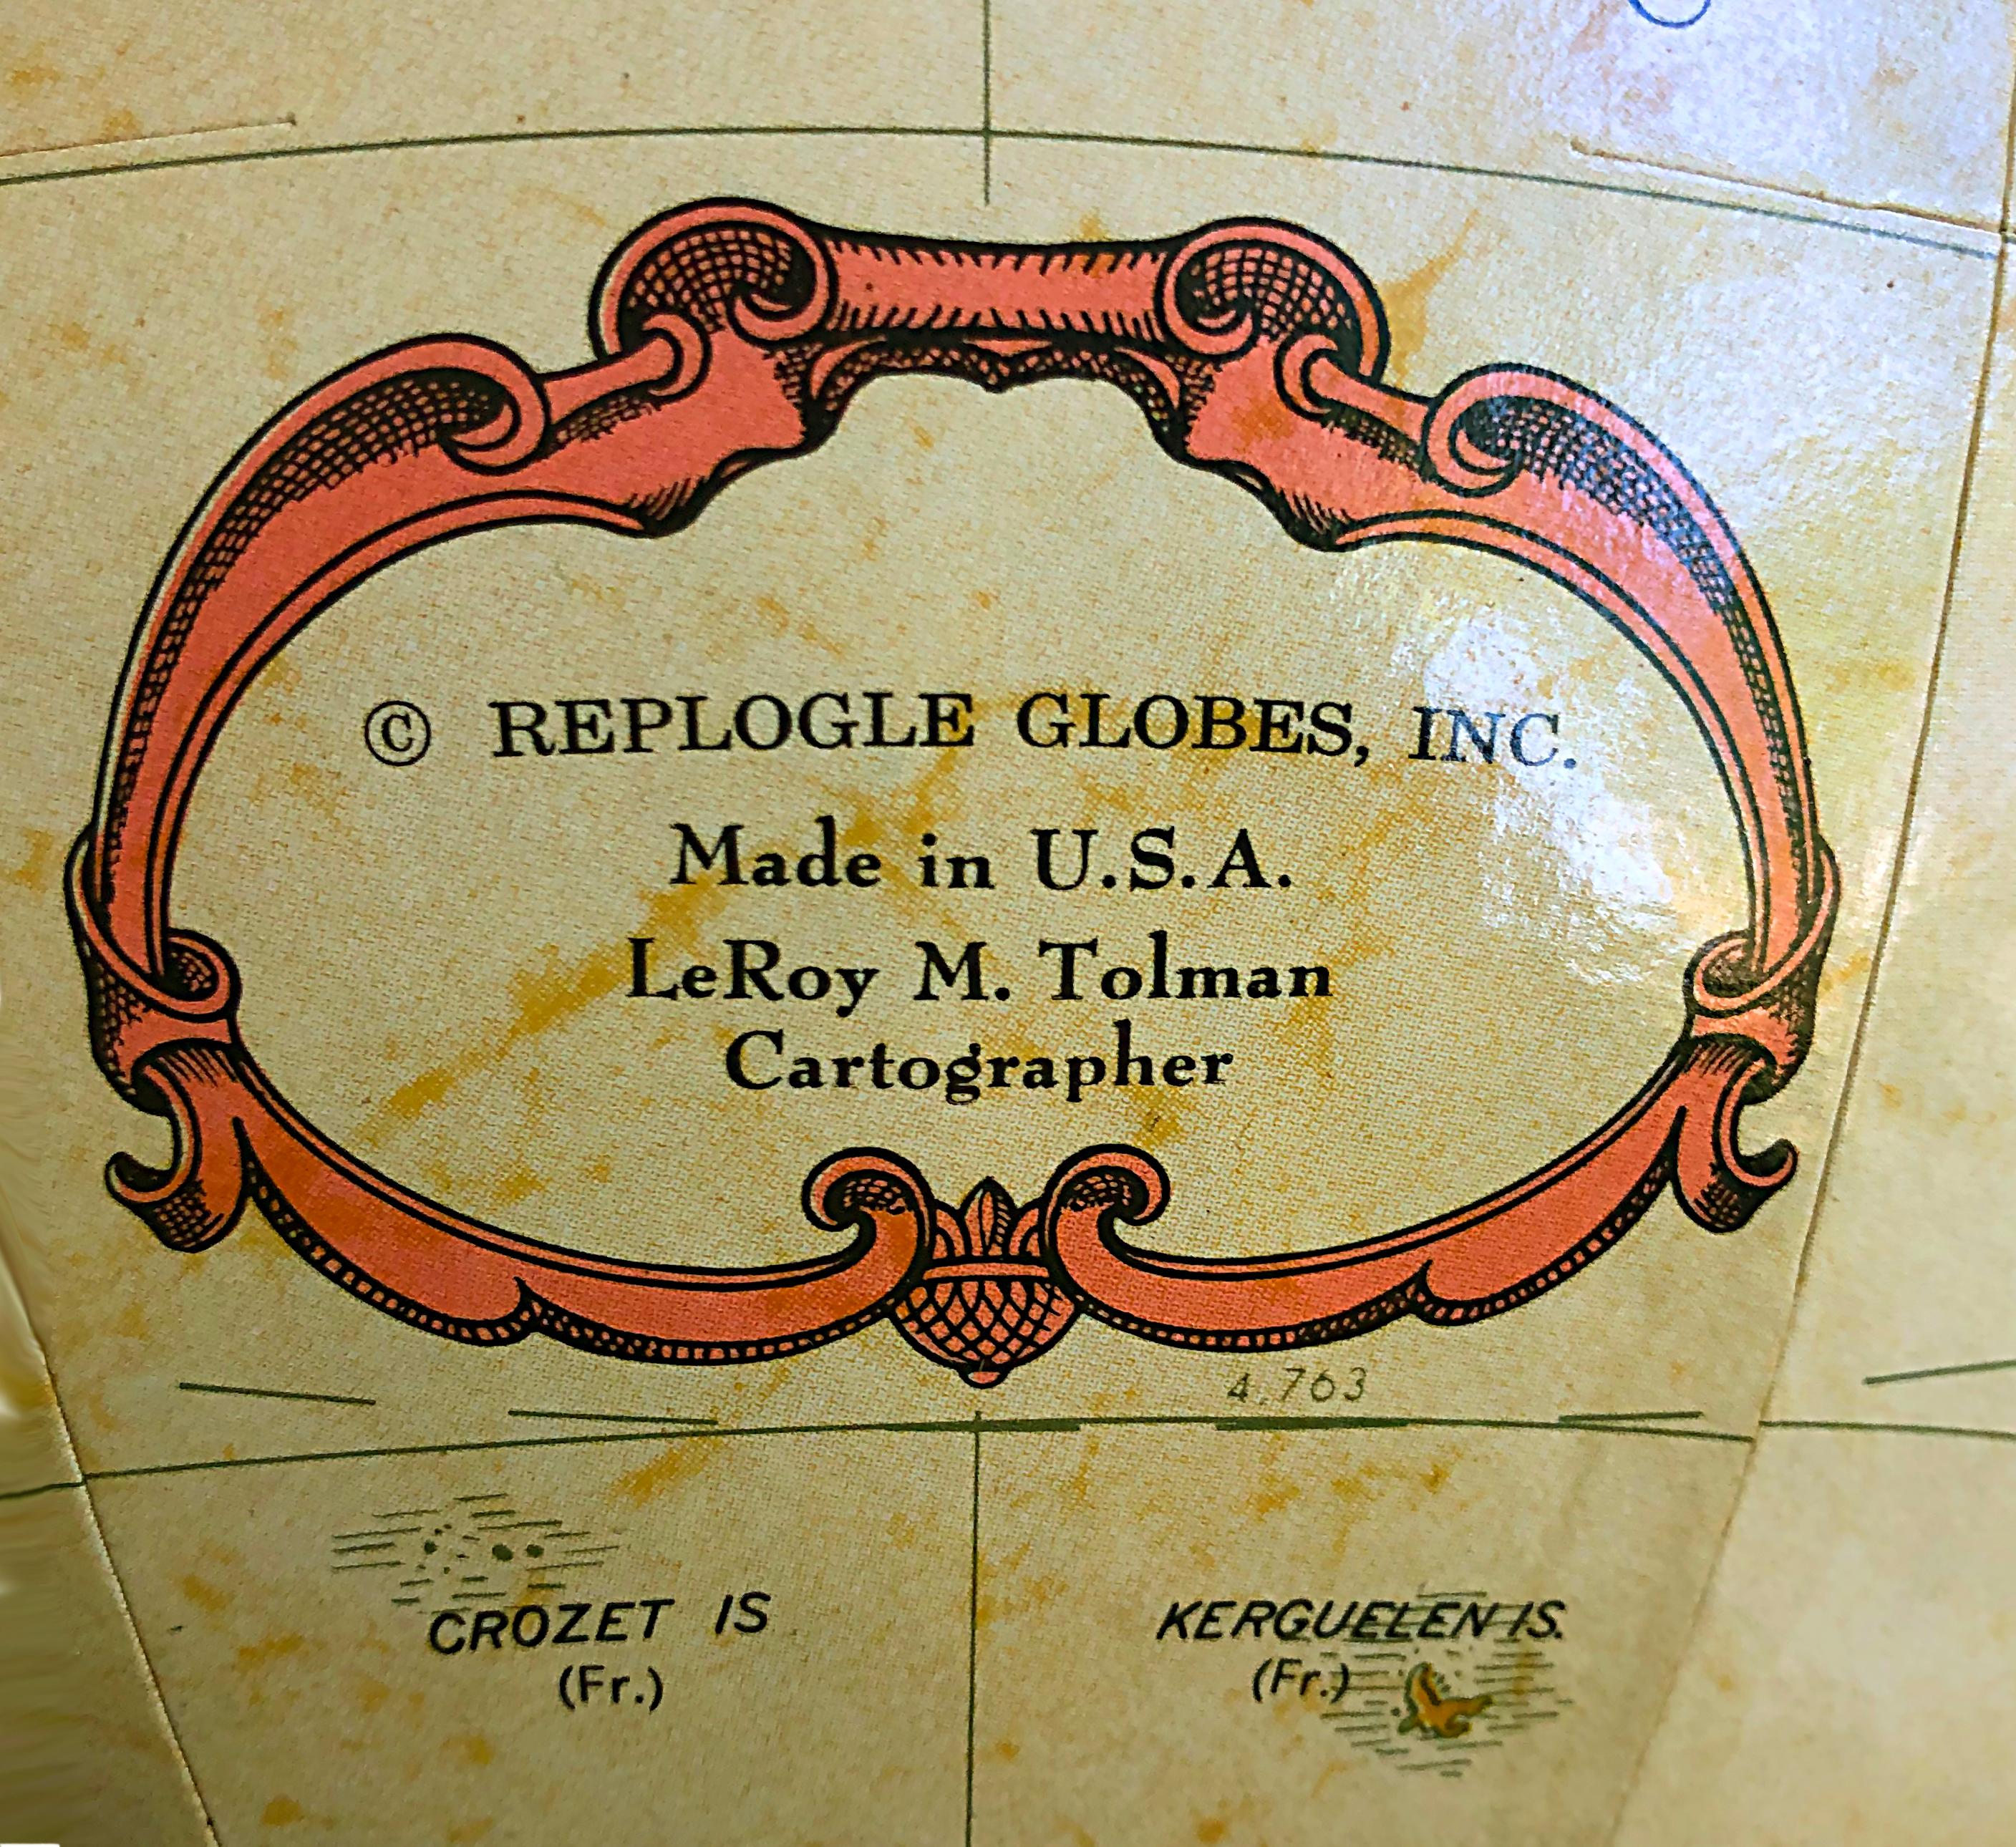 © REPLOGLE GLOBES, INC.
Made in U.S.A.
LeRoy M. Tolman
Cartographer
4,763
CROZET IS
(Fr.)
KERGUELEN IS.
(Fr.)